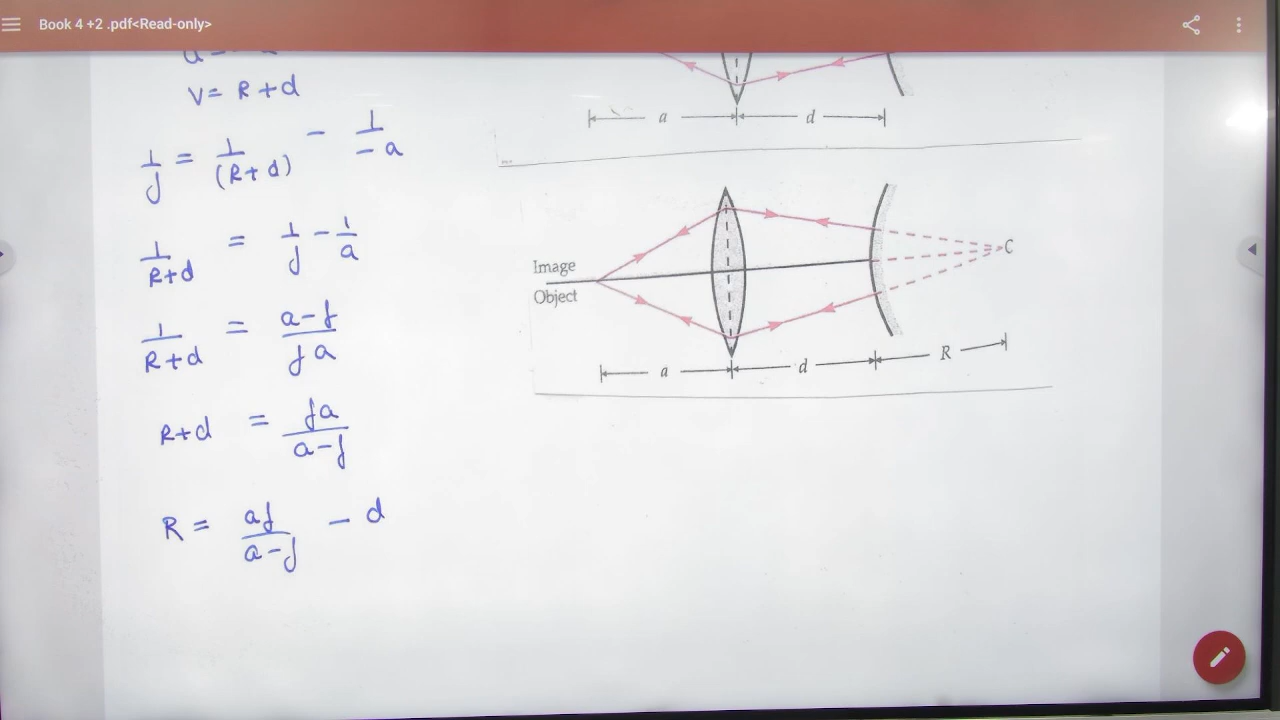 Book 4 +2 .pdf<Read-only>
V = R + d
1/f = 1/(R+d) - 1/-a
1/R+d = 1/f - 1/a
1/R+d = a-f/fa
R+d = fa/a-f
R = af/a-f - d
a d
C
Image
Object
a d R